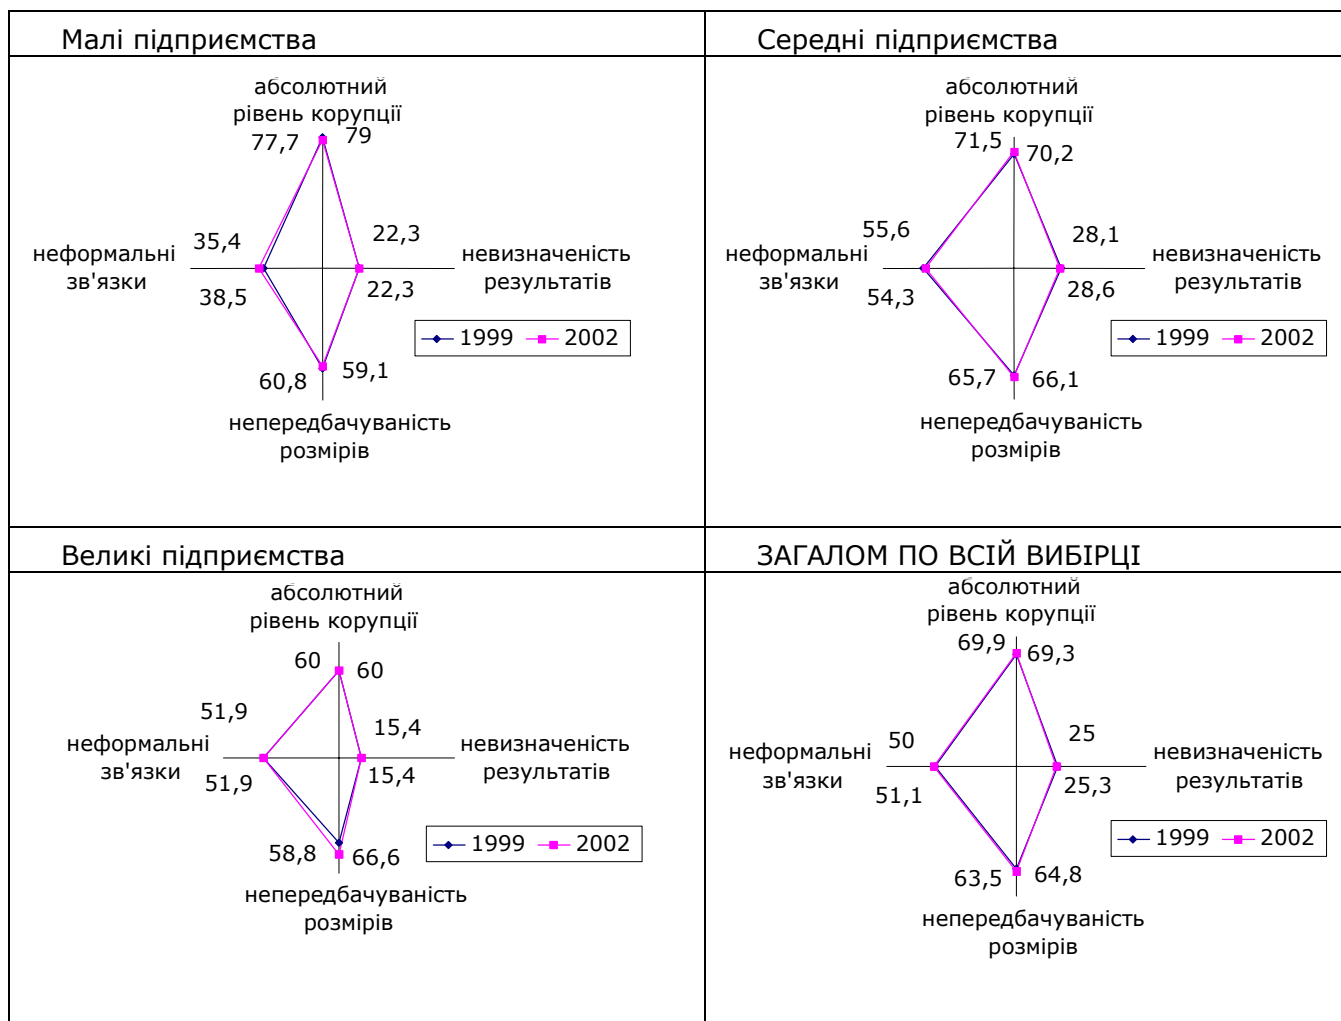 Малі підприємства
абсолютний
рівень корупції
77,7 79
35,4 22,3
неформальні
зв'язки
невизначеність
результатів
38,5 22,3
1999 2002
60,8 59,1
непередбачуваність
розмірів
Середні підприємства
абсолютний
рівень корупції
71,5 70,2
55,6 28,1
неформальні
зв'язки
невизначеність
результатів
54,3 28,6
1999 2002
65,7 66,1
непередбачуваність
розмірів
Великі підприємства
абсолютний
рівень корупції
60 60
51,9 15,4
неформальні
зв'язки
невизначеність
результатів
51,9 15,4
1999 2002
58,8 66,6
непередбачуваність
розмірів
ЗАГАЛОМ ПО ВСІЙ ВИБІРЦІ
абсолютний
рівень корупції
69,9 69,3
50 25
неформальні
зв'язки
невизначеність
результатів
51,1 25,3
1999 2002
63,5 64,8
непередбачуваність
розмірів